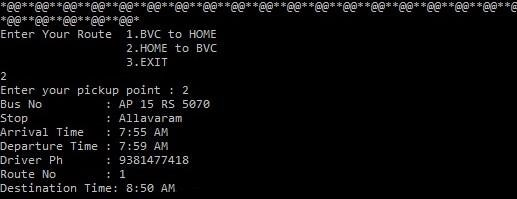 *@@**@@**@@**@@**@@**@@**@@**@@**@@**@@**@@**@@**@@**@@**@@**@@**@@**@@**@
*@@**@@**@@**@@**@@*
Enter Your Route  1.BVC to HOME
                  2.HOME to BVC
                  3.EXIT
2
Enter your pickup point : 2
Bus No         : AP 15 RS 5070
Stop           : Allavaram
Arrival Time   : 7:55 AM
Departure Time : 7:59 AM
Driver Ph      : 9381477418
Route No       : 1
Destination Time: 8:50 AM